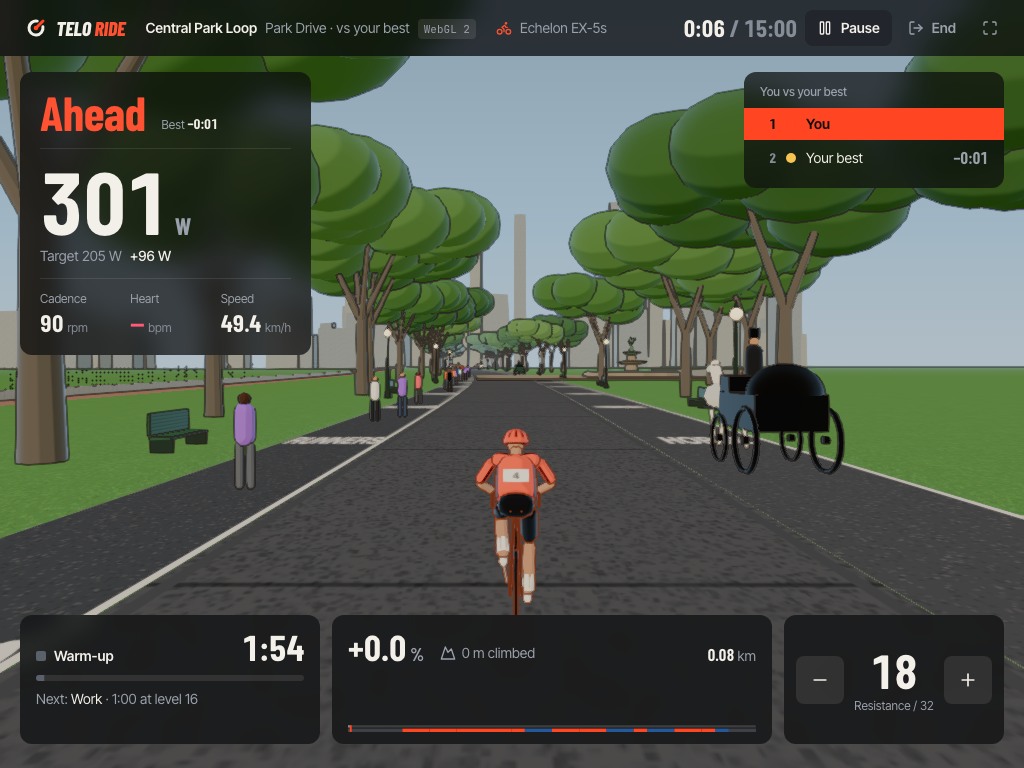 TELO RIDE
Central Park Loop Park Drive · vs your best WebGL 2 Echelon EX-5s 0:06 / 15:00 Pause End
Ahead Best −0:01
301 W
Target 205 W +96 W
Cadence Heart Speed
90 rpm – bpm 49.4 km/h
You vs your best
1 You
2 Your best −0:01
RUNNERS
4
Warm-up 1:54
Next: Work · 1:00 at level 16
+0.0 % 0 m climbed 0.08 km
− 18 +
Resistance / 32